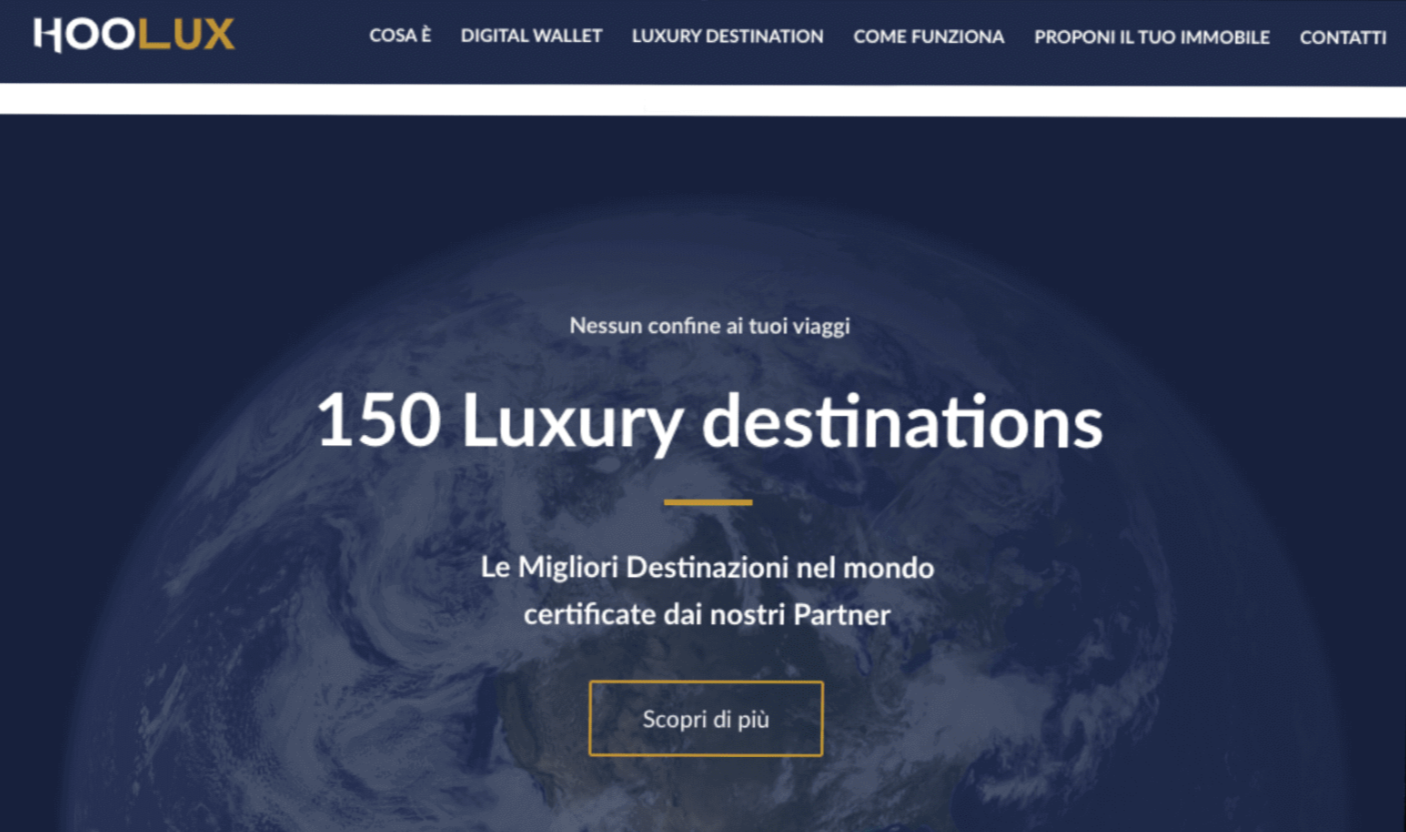 HOOLUX
COSA È DIGITAL WALLET LUXURY DESTINATION COME FUNZIONA PROPONI IL TUO IMMOBILE CONTATTI
Nessun confine ai tuoi viaggi
150 Luxury destinations
Le Migliori Destinazioni nel mondo
certificate dai nostri Partner
Scopri di più